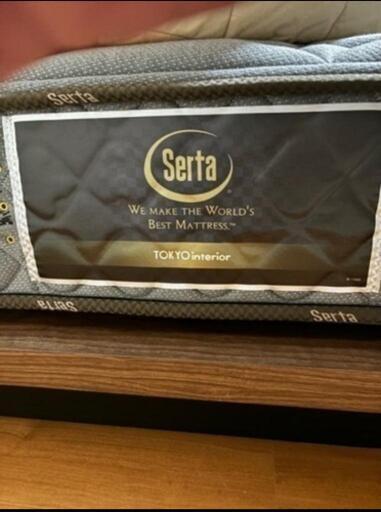 Serta
Serta®
WE MAKE THE WORLD'S
BEST MATTRESS.™
TOKYO interior
Serta
Serta